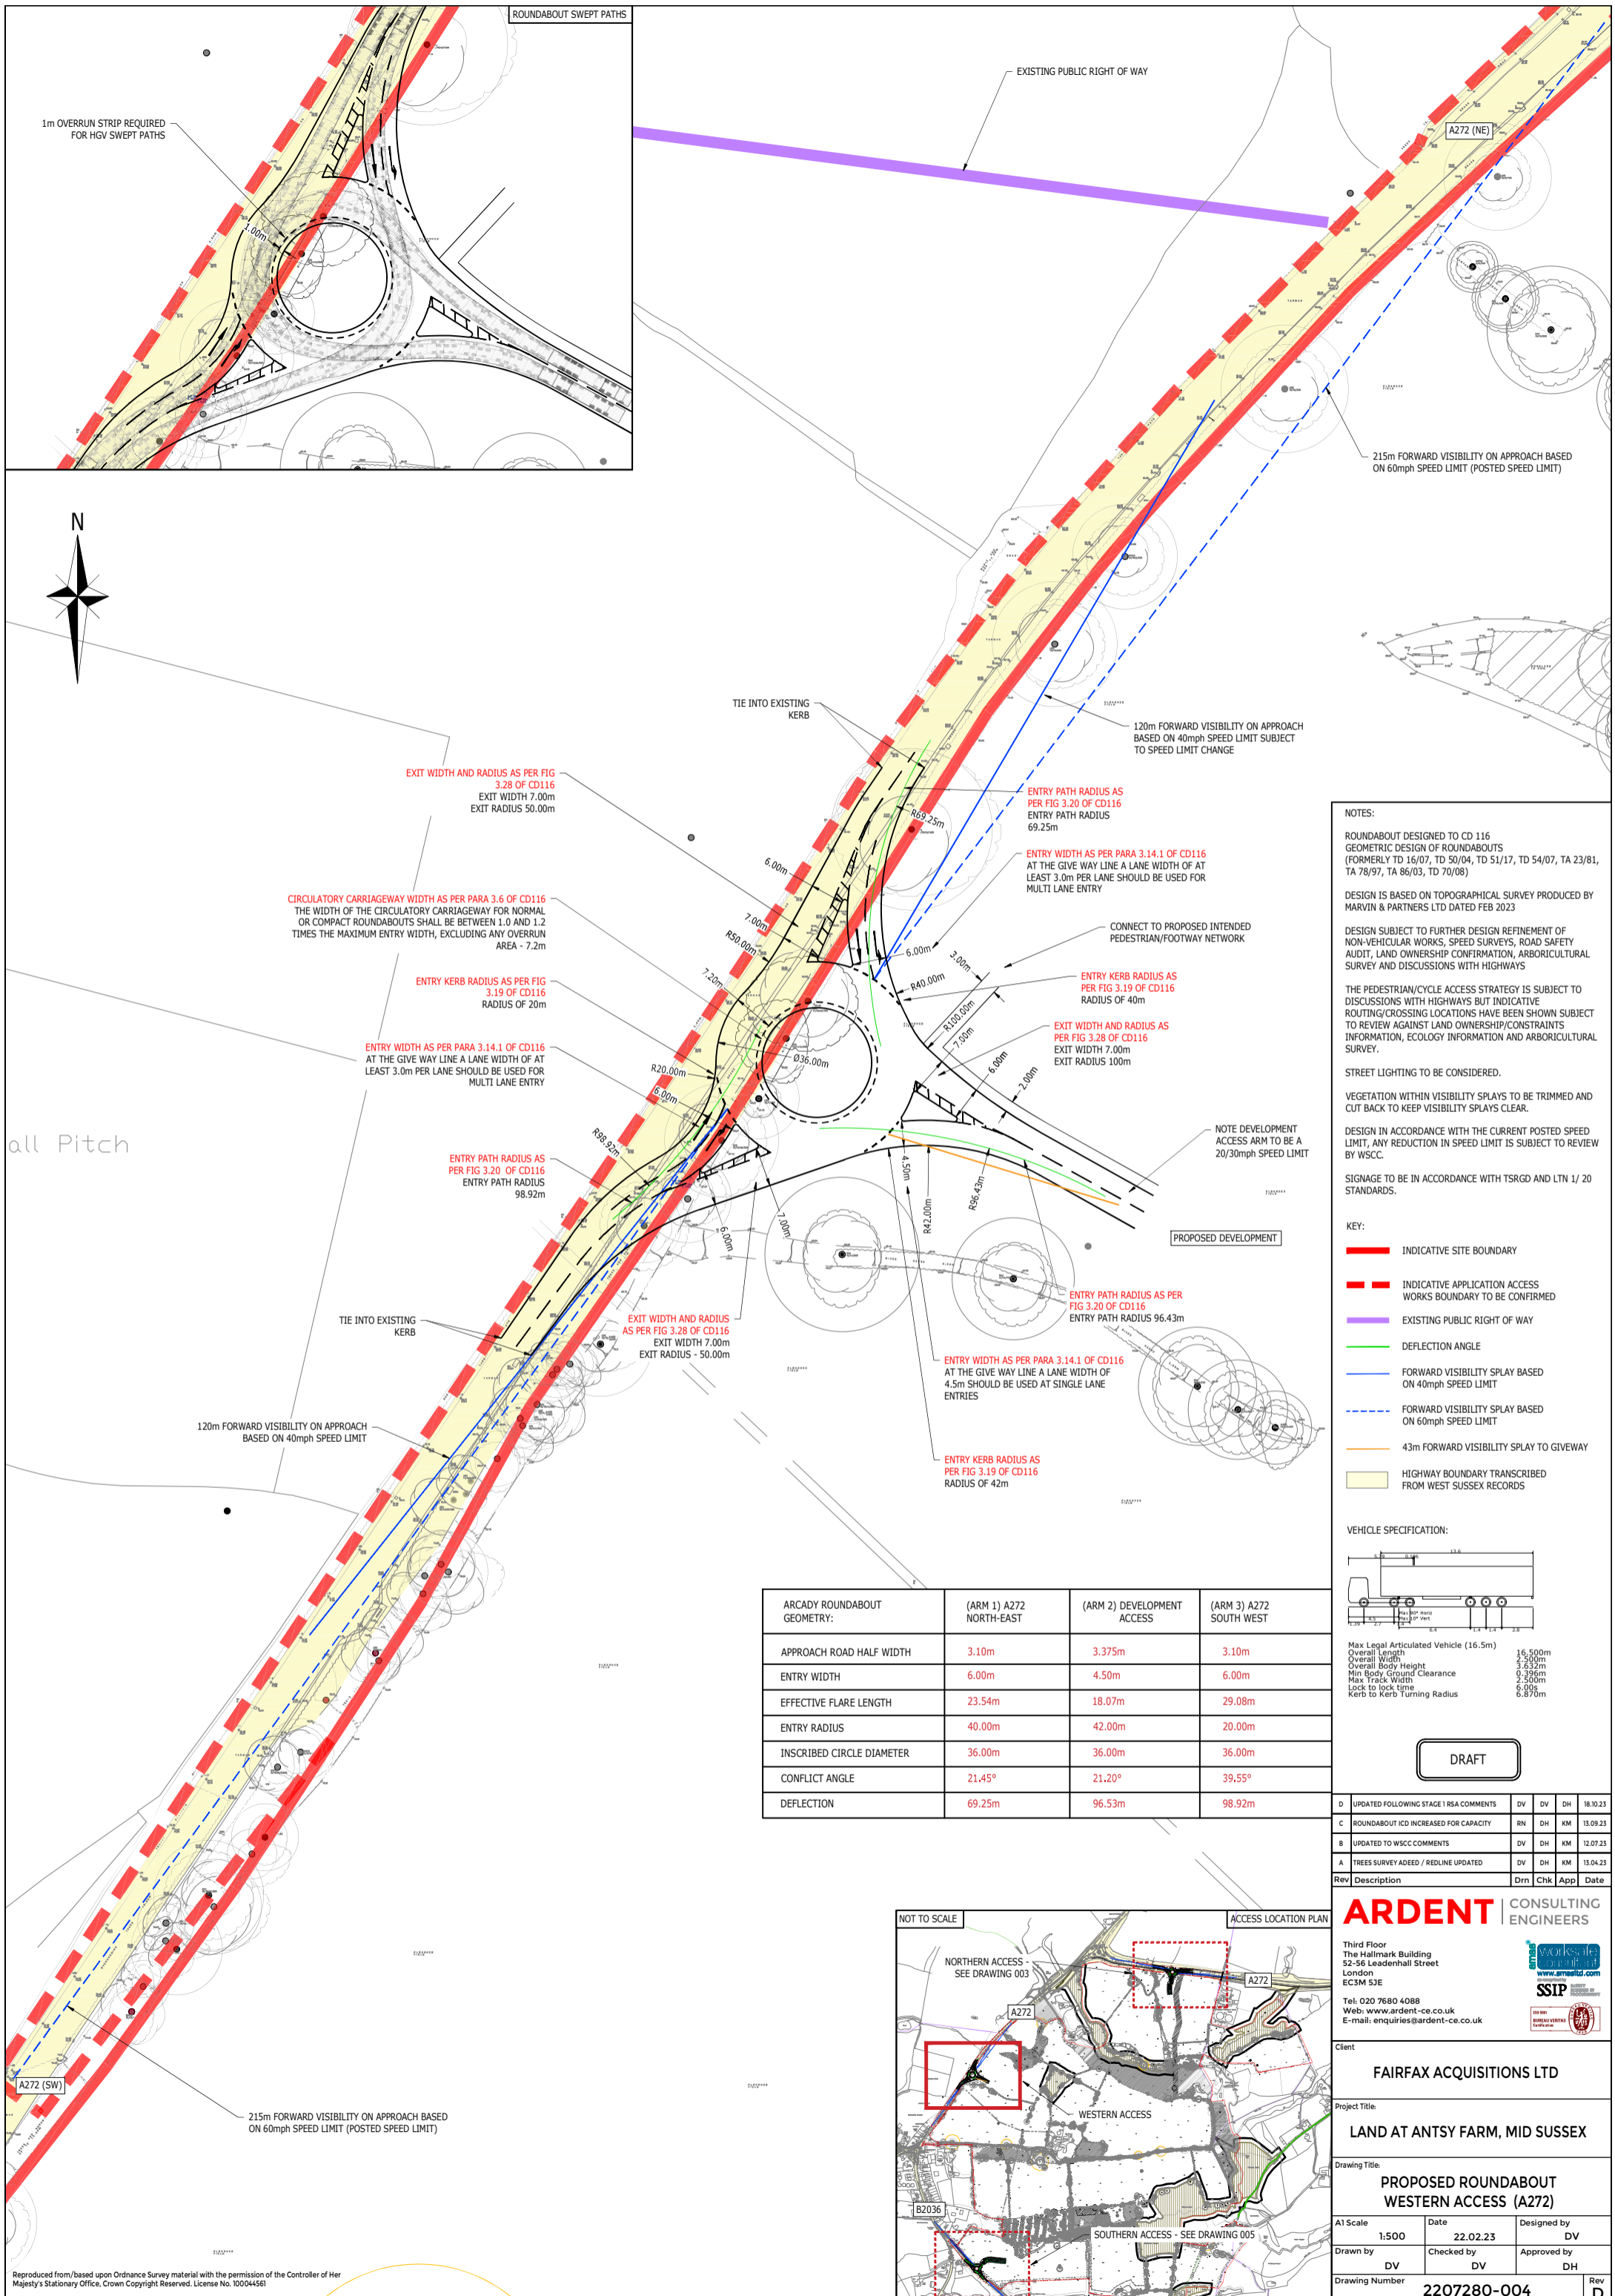 ROUNDABOUT SWEPT PATHS
1m OVERRUN STRIP REQUIRED
FOR HGV SWEPT PATHS
1.00m
EXISTING PUBLIC RIGHT OF WAY
A272 (NE)
215m FORWARD VISIBILITY ON APPROACH BASED
ON 60mph SPEED LIMIT (POSTED SPEED LIMIT)
N
TIE INTO EXISTING
KERB
120m FORWARD VISIBILITY ON APPROACH
BASED ON 40mph SPEED LIMIT SUBJECT
TO SPEED LIMIT CHANGE
EXIT WIDTH AND RADIUS AS PER FIG
3.28 OF CD116
EXIT WIDTH 7.00m
EXIT RADIUS 50.00m
ENTRY PATH RADIUS AS
PER FIG 3.20 OF CD116
ENTRY PATH RADIUS
69.25m
R69.25m
ENTRY WIDTH AS PER PARA 3.14.1 OF CD116
AT THE GIVE WAY LINE A LANE WIDTH OF AT
LEAST 3.0m PER LANE SHOULD BE USED FOR
MULTI LANE ENTRY
6.00m
CIRCULATORY CARRIAGEWAY WIDTH AS PER PARA 3.6 OF CD116
THE WIDTH OF THE CIRCULATORY CARRIAGEWAY FOR NORMAL
OR COMPACT ROUNDABOUTS SHALL BE BETWEEN 1.0 AND 1.2
TIMES THE MAXIMUM ENTRY WIDTH, EXCLUDING ANY OVERRUN
AREA - 7.2m
7.00m
R50.00m
6.00m
3.00m
CONNECT TO PROPOSED INTENDED
PEDESTRIAN/FOOTWAY NETWORK
ENTRY KERB RADIUS AS PER FIG
3.19 OF CD116
RADIUS OF 20m
7.20m
R40.00m
ENTRY KERB RADIUS AS
PER FIG 3.19 OF CD116
RADIUS OF 40m
R100.00m
7.00m
EXIT WIDTH AND RADIUS AS
PER FIG 3.28 OF CD116
EXIT WIDTH 7.00m
EXIT RADIUS 100m
ENTRY WIDTH AS PER PARA 3.14.1 OF CD116
AT THE GIVE WAY LINE A LANE WIDTH OF AT
LEAST 3.0m PER LANE SHOULD BE USED FOR
MULTI LANE ENTRY
R20.00m
6.00m
Ø36.00m
6.00m
2.00m
all Pitch
R98.92m
ENTRY PATH RADIUS AS
PER FIG 3.20 OF CD116
ENTRY PATH RADIUS
98.92m
NOTE DEVELOPMENT
ACCESS ARM TO BE A
20/30mph SPEED LIMIT
4.50m
R42.00m
R96.43m
6.00m
7.00m
PROPOSED DEVELOPMENT
ENTRY PATH RADIUS AS PER
FIG 3.20 OF CD116
ENTRY PATH RADIUS 96.43m
TIE INTO EXISTING
KERB
EXIT WIDTH AND RADIUS
AS PER FIG 3.28 OF CD116
EXIT WIDTH 7.00m
EXIT RADIUS - 50.00m
ENTRY WIDTH AS PER PARA 3.14.1 OF CD116
AT THE GIVE WAY LINE A LANE WIDTH OF
4.5m SHOULD BE USED AT SINGLE LANE
ENTRIES
120m FORWARD VISIBILITY ON APPROACH
BASED ON 40mph SPEED LIMIT
ENTRY KERB RADIUS AS
PER FIG 3.19 OF CD116
RADIUS OF 42m
A272 (SW)
215m FORWARD VISIBILITY ON APPROACH BASED
ON 60mph SPEED LIMIT (POSTED SPEED LIMIT)
ARCADY ROUNDABOUT GEOMETRY: (ARM 1) A272 NORTH-EAST (ARM 2) DEVELOPMENT ACCESS (ARM 3) A272 SOUTH WEST
APPROACH ROAD HALF WIDTH 3.10m 3.375m 3.10m
ENTRY WIDTH 6.00m 4.50m 6.00m
EFFECTIVE FLARE LENGTH 23.54m 18.07m 29.08m
ENTRY RADIUS 40.00m 42.00m 20.00m
INSCRIBED CIRCLE DIAMETER 36.00m 36.00m 36.00m
CONFLICT ANGLE 21.45° 21.20° 39.55°
DEFLECTION 69.25m 96.53m 98.92m
NOT TO SCALE
ACCESS LOCATION PLAN
NORTHERN ACCESS -
SEE DRAWING 003
A272
A272
WESTERN ACCESS
B2036
SOUTHERN ACCESS - SEE DRAWING 005
Reproduced from/based upon Ordnance Survey material with the permission of the Controller of Her
Majesty's Stationary Office, Crown Copyright Reserved. License No. 100044561
NOTES:
ROUNDABOUT DESIGNED TO CD 116
GEOMETRIC DESIGN OF ROUNDABOUTS
(FORMERLY TD 16/07, TD 50/04, TD 51/17, TD 54/07, TA 23/81,
TA 78/97, TA 86/03, TD 70/08)
DESIGN IS BASED ON TOPOGRAPHICAL SURVEY PRODUCED BY
MARVIN & PARTNERS LTD DATED FEB 2023
DESIGN SUBJECT TO FURTHER DESIGN REFINEMENT OF
NON-VEHICULAR WORKS, SPEED SURVEYS, ROAD SAFETY
AUDIT, LAND OWNERSHIP CONFIRMATION, ARBORICULTURAL
SURVEY AND DISCUSSIONS WITH HIGHWAYS
THE PEDESTRIAN/CYCLE ACCESS STRATEGY IS SUBJECT TO
DISCUSSIONS WITH HIGHWAYS BUT INDICATIVE
ROUTING/CROSSING LOCATIONS HAVE BEEN SHOWN SUBJECT
TO REVIEW AGAINST LAND OWNERSHIP/CONSTRAINTS
INFORMATION, ECOLOGY INFORMATION AND ARBORICULTURAL
SURVEY.
STREET LIGHTING TO BE CONSIDERED.
VEGETATION WITHIN VISIBILITY SPLAYS TO BE TRIMMED AND
CUT BACK TO KEEP VISIBILITY SPLAYS CLEAR.
DESIGN IN ACCORDANCE WITH THE CURRENT POSTED SPEED
LIMIT, ANY REDUCTION IN SPEED LIMIT IS SUBJECT TO REVIEW
BY WSCC.
SIGNAGE TO BE IN ACCORDANCE WITH TSRGD AND LTN 1/ 20
STANDARDS.
KEY:
INDICATIVE SITE BOUNDARY
INDICATIVE APPLICATION ACCESS
WORKS BOUNDARY TO BE CONFIRMED
EXISTING PUBLIC RIGHT OF WAY
DEFLECTION ANGLE
FORWARD VISIBILITY SPLAY BASED
ON 40mph SPEED LIMIT
FORWARD VISIBILITY SPLAY BASED
ON 60mph SPEED LIMIT
43m FORWARD VISIBILITY SPLAY TO GIVEWAY
HIGHWAY BOUNDARY TRANSCRIBED
FROM WEST SUSSEX RECORDS
VEHICLE SPECIFICATION:
13.6
Max Legal Articulated Vehicle (16.5m)
Overall Length 16.500m
Overall Width 2.500m
Overall Body Height 3.632m
Min Body Ground Clearance 0.396m
Max Track Width 2.500m
Lock to lock time 6.00s
Kerb to Kerb Turning Radius 6.870m
DRAFT
D UPDATED FOLLOWING STAGE 1 RSA COMMENTS DV DV DH 18.10.23
C ROUNDABOUT ICD INCREASED FOR CAPACITY RN DH KM 13.09.23
B UPDATED TO WSCC COMMENTS DV DH KM 12.07.23
A TREES SURVEY ADEED / REDLINE UPDATED DV DH KM 13.04.23
Rev Description Drn Chk App Date
ARDENT CONSULTING
ENGINEERS
Third Floor
The Hallmark Building
52-56 Leadenhall Street
London
EC3M 5JE
Tel: 020 7680 4088
Web: www.ardent-ce.co.uk
E-mail: enquiries@ardent-ce.co.uk
worksafe
consultant
www.smasltd.com
SSIP
Client
FAIRFAX ACQUISITIONS LTD
Project Title:
LAND AT ANTSY FARM, MID SUSSEX
Drawing Title:
PROPOSED ROUNDABOUT
WESTERN ACCESS (A272)
A1 Scale 1:500 Date 22.02.23 Designed by DV
Drawn by DV Checked by DV Approved by DH
Drawing Number 2207280-004 Rev D